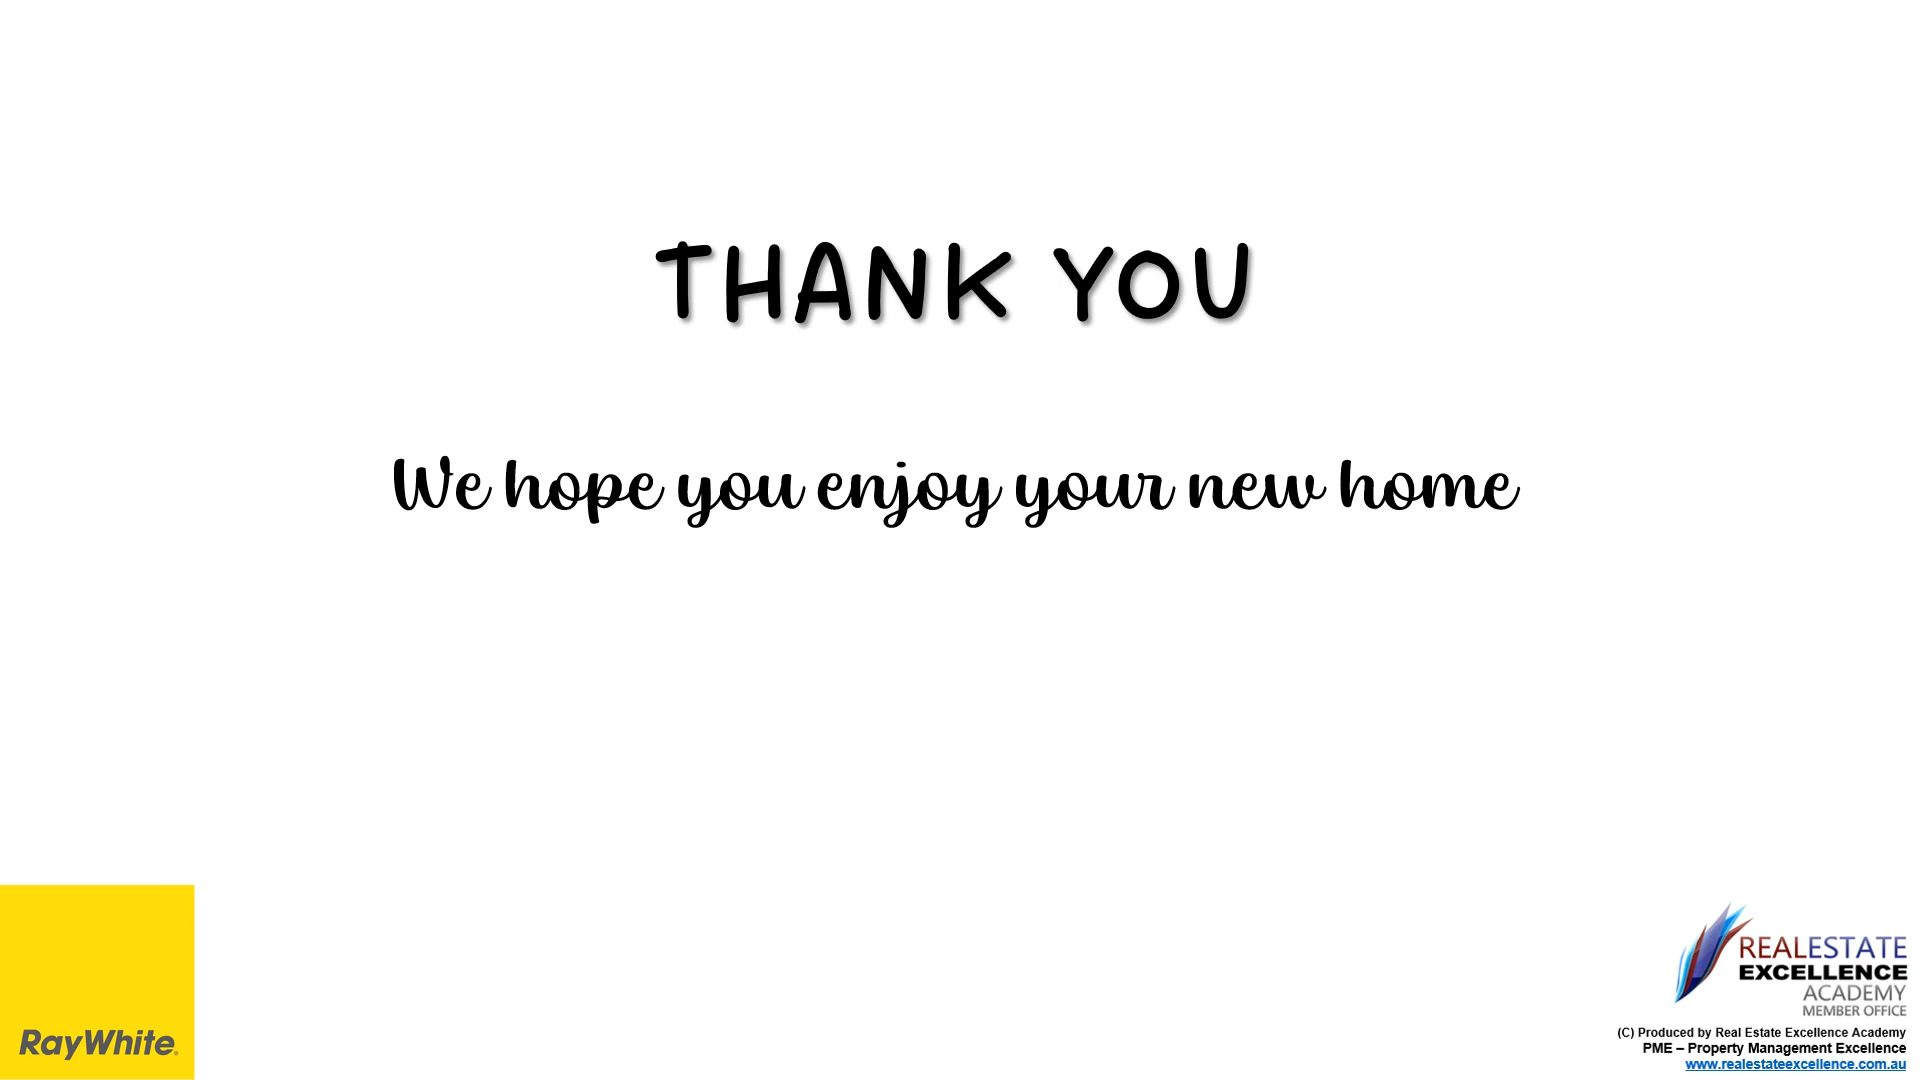 THANK YOU
We hope you enjoy your new home
RayWhite.
REALESTATE
EXCELLENCE
ACADEMY
MEMBER OFFICE
(C) Produced by Real Estate Excellence Academy
PME – Property Management Excellence
www.realestateexcellence.com.au